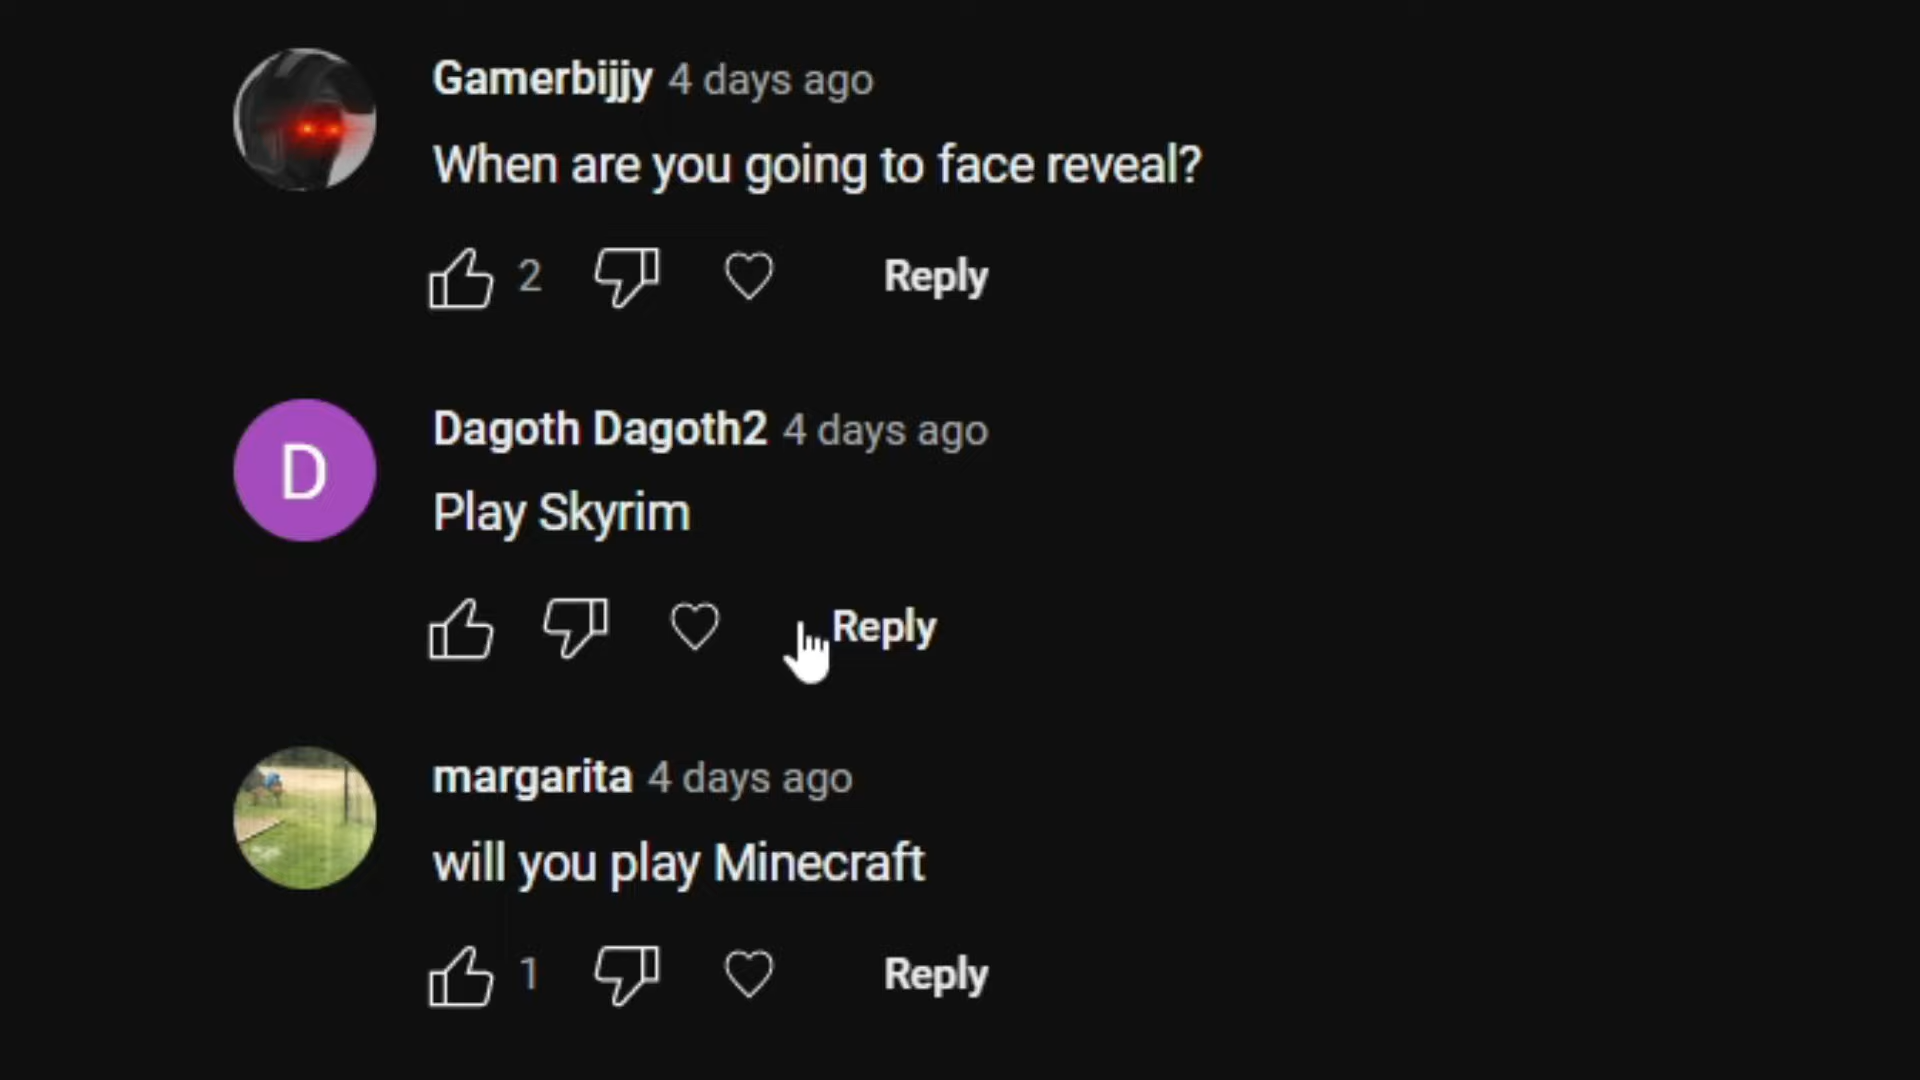 Gamerbijjy 4 days ago
When are you going to face reveal?
2 Reply
D
Dagoth Dagoth2 4 days ago
Play Skyrim
Reply
margarita 4 days ago
will you play Minecraft
1 Reply